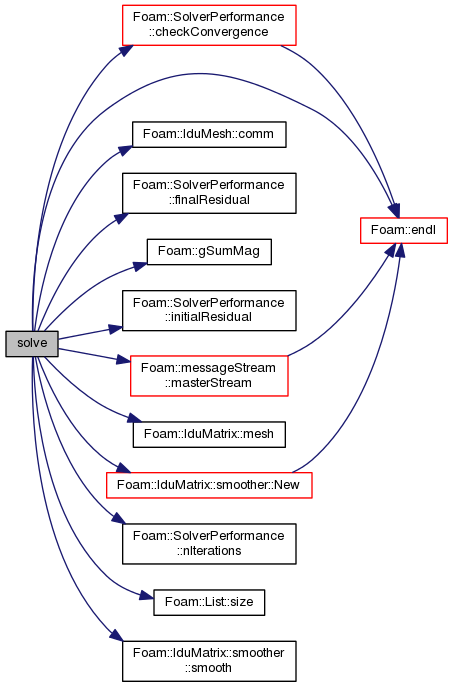 Foam::SolverPerformance
::checkConvergence
Foam::lduMesh::comm
Foam::SolverPerformance
::finalResidual
Foam::endl
Foam::gSumMag
Foam::SolverPerformance
::initialResidual
solve
Foam::messageStream
::masterStream
Foam::lduMatrix::mesh
Foam::lduMatrix::smoother::New
Foam::SolverPerformance
::nIterations
Foam::List::size
Foam::lduMatrix::smoother
::smooth